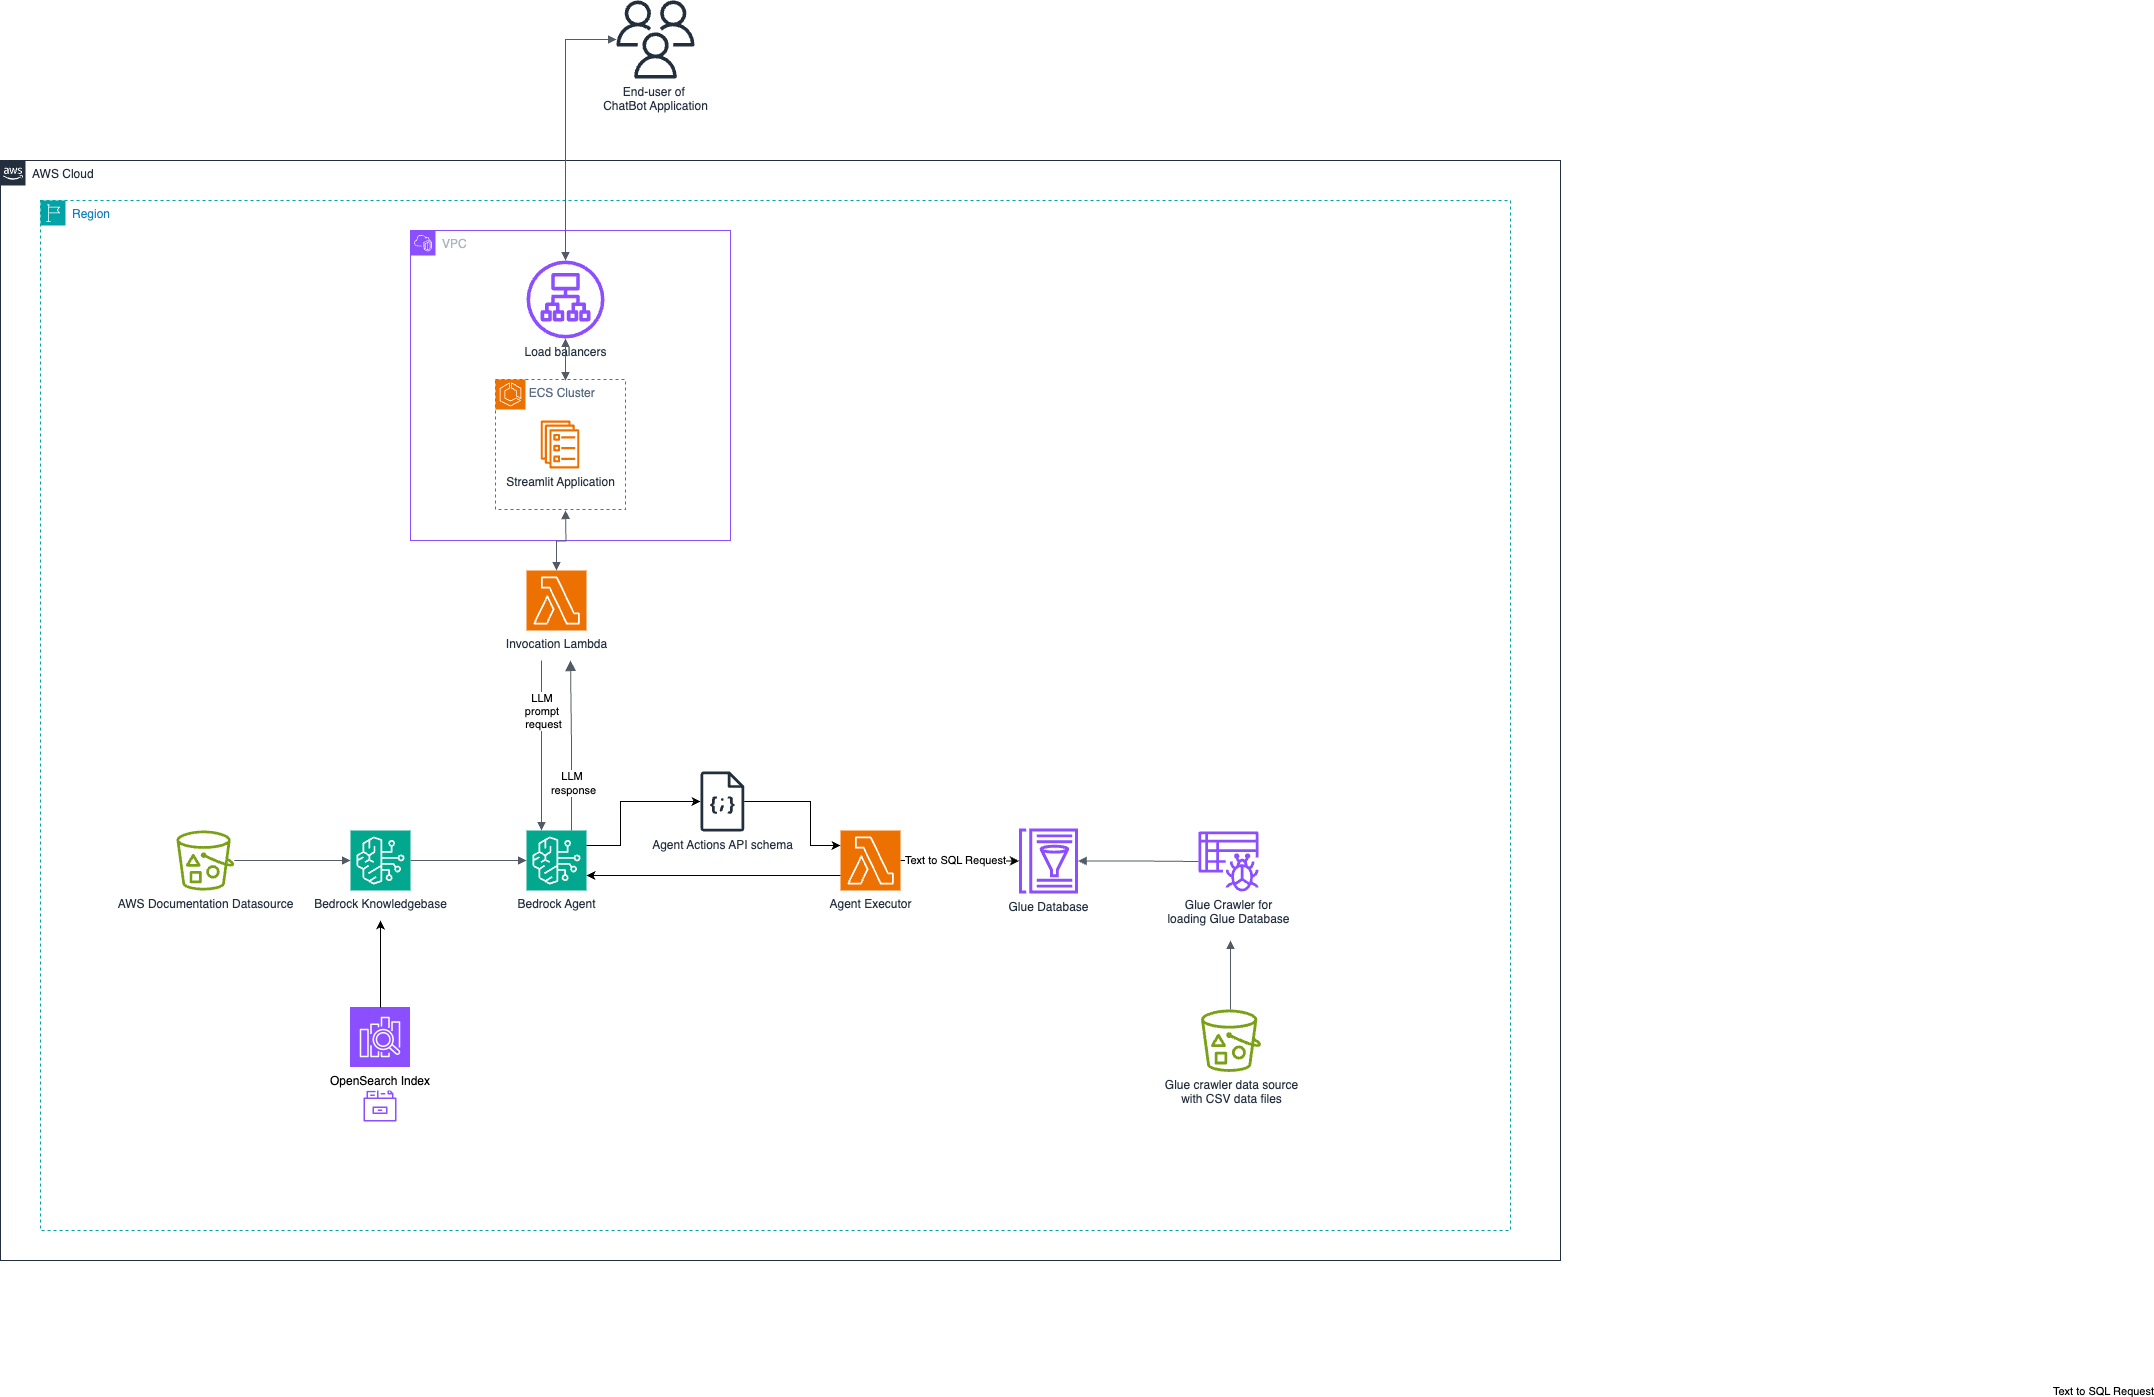 End-user of
ChatBot Application
aws
AWS Cloud
Region
VPC
Load balancers
ECS Cluster
Streamlit Application
Invocation Lambda
LLM
prompt
request
LLM
response
{;}
Agent Actions API schema
Text to SQL Request
AWS Documentation Datasource
Bedrock Knowledgebase
Bedrock Agent
Agent Executor
Glue Database
Glue Crawler for
loading Glue Database
OpenSearch Index
Glue crawler data source
with CSV data files
Text to SQL Request